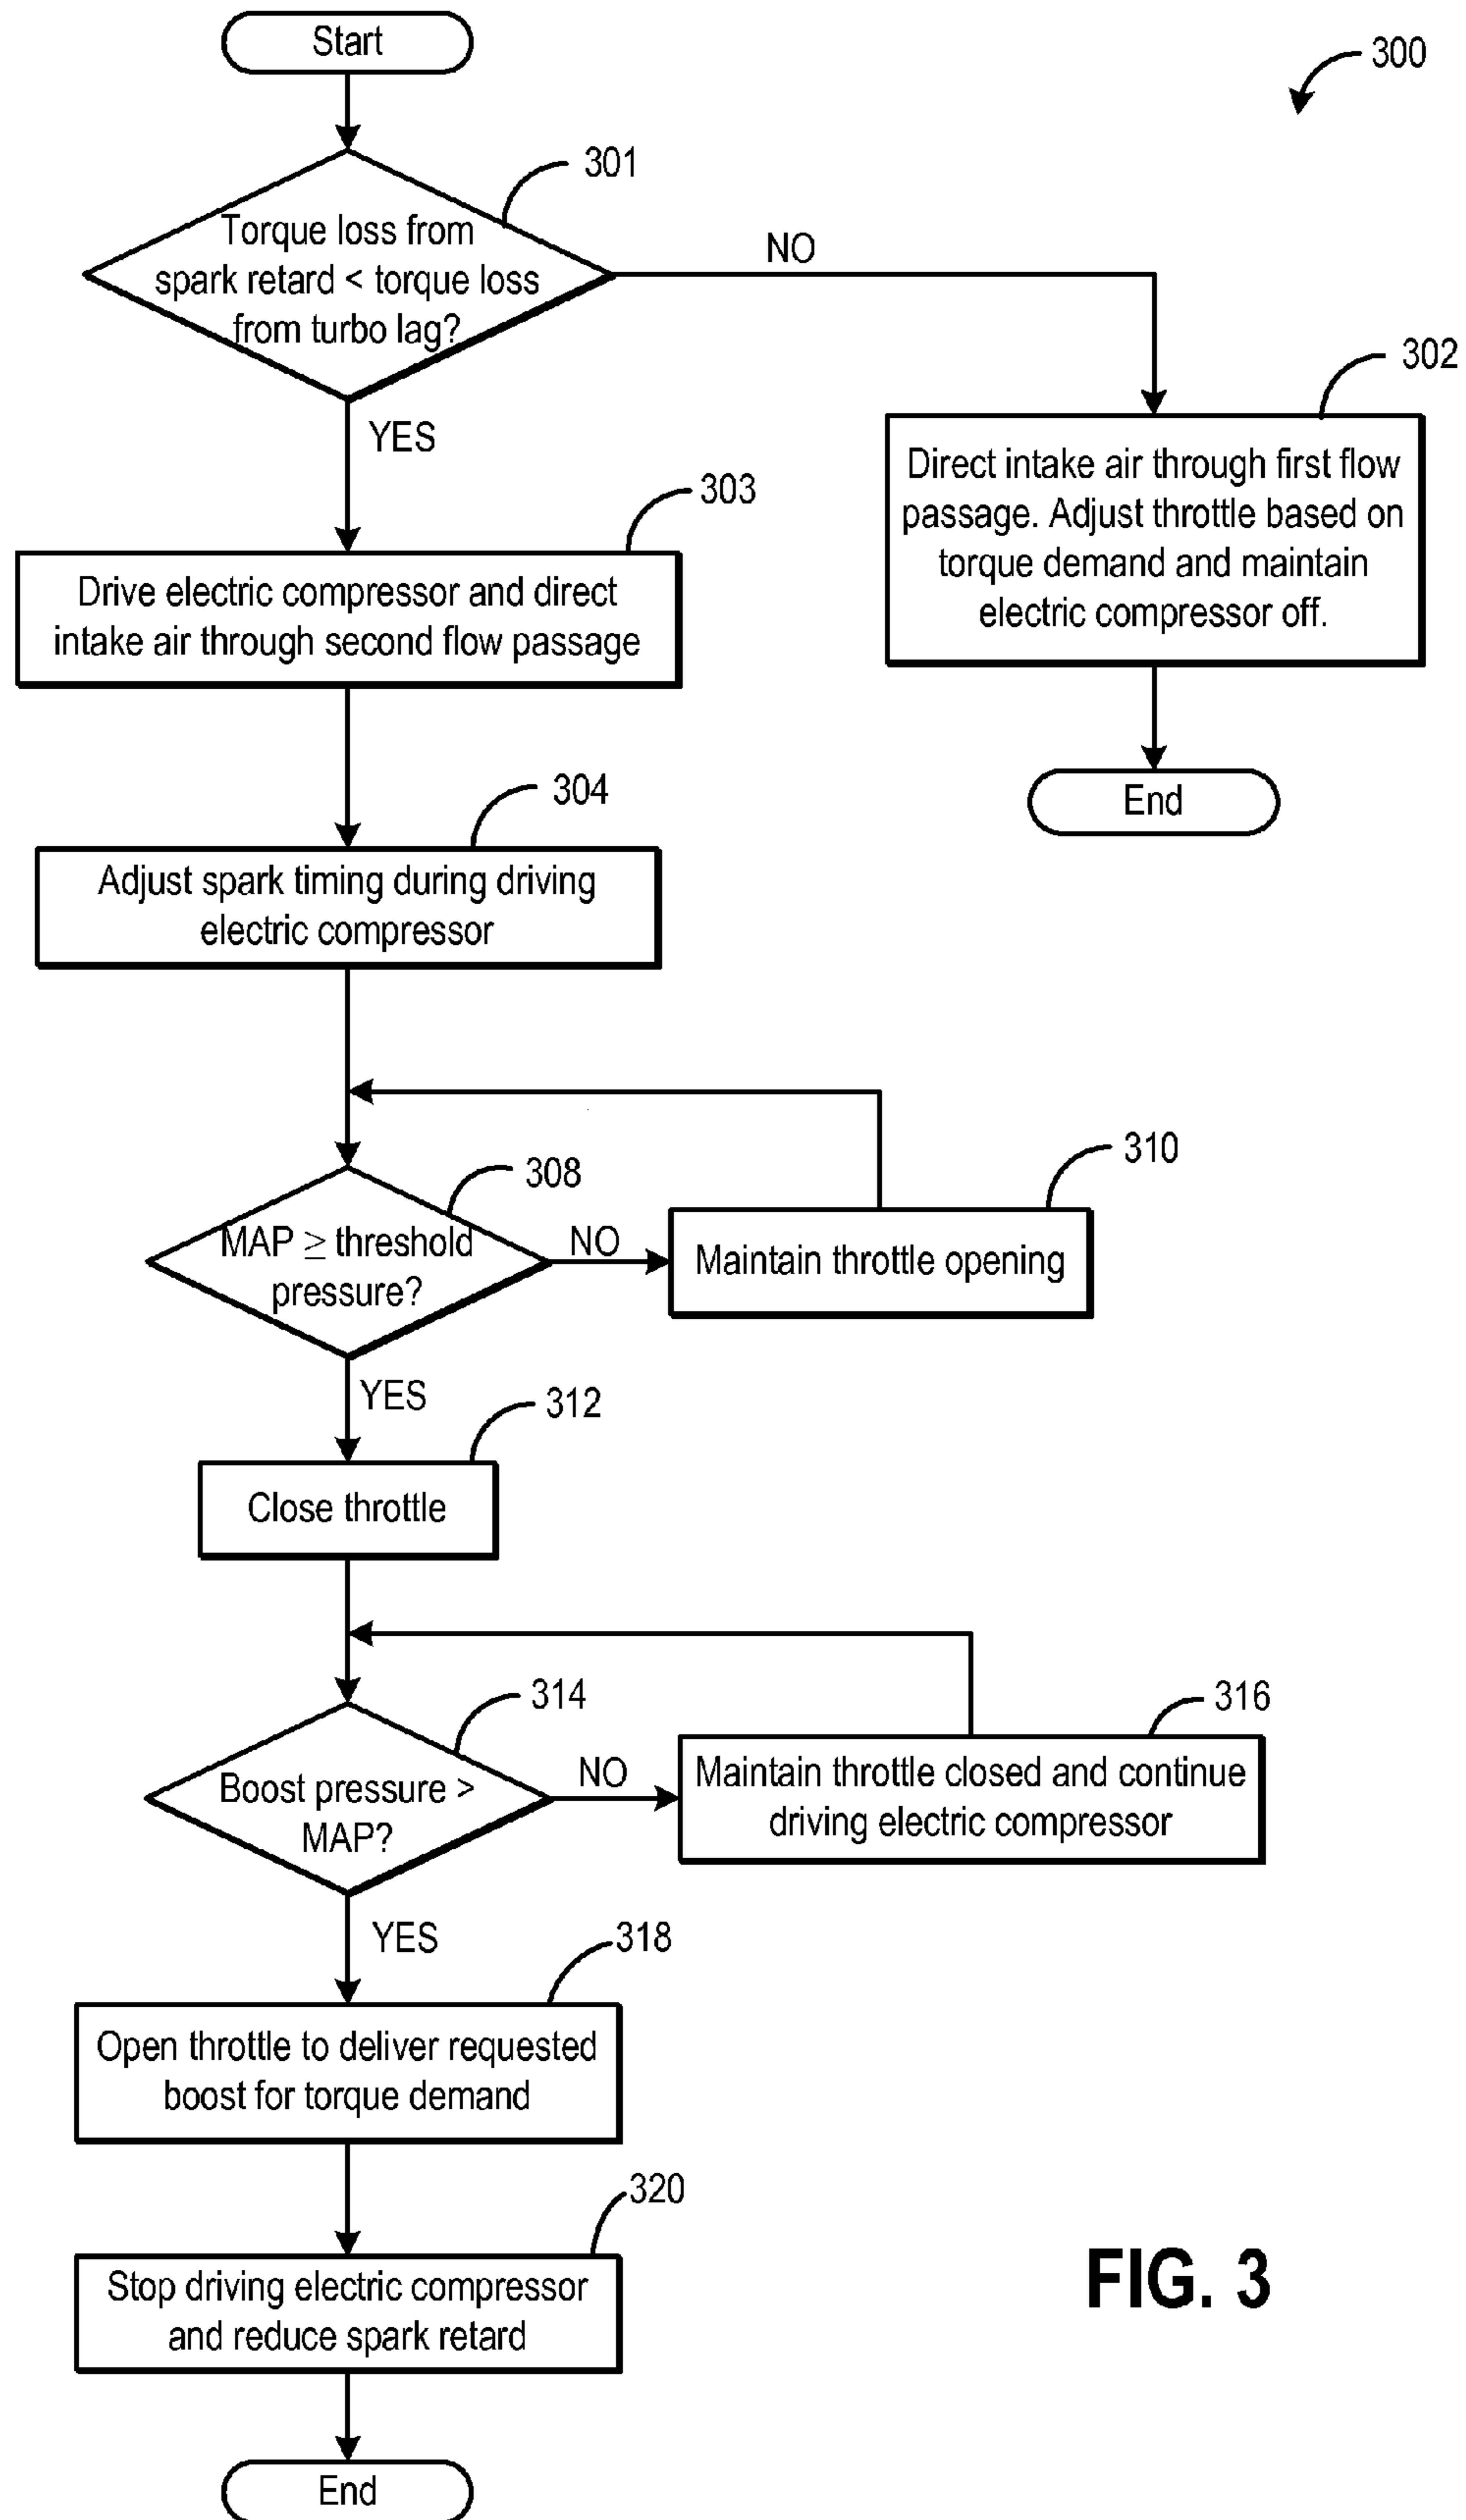 Start
300
301
Torque loss from
spark retard < torque loss
from turbo lag?
NO
302
Direct intake air through first flow
passage. Adjust throttle based on
torque demand and maintain
electric compressor off.
End
YES
303
Drive electric compressor and direct
intake air through second flow passage
304
Adjust spark timing during driving
electric compressor
308
MAP ≥ threshold
pressure?
NO
310
Maintain throttle opening
YES
312
Close throttle
314
Boost pressure >
MAP?
NO
316
Maintain throttle closed and continue
driving electric compressor
YES
318
Open throttle to deliver requested
boost for torque demand
320
Stop driving electric compressor
and reduce spark retard
End
FIG. 3